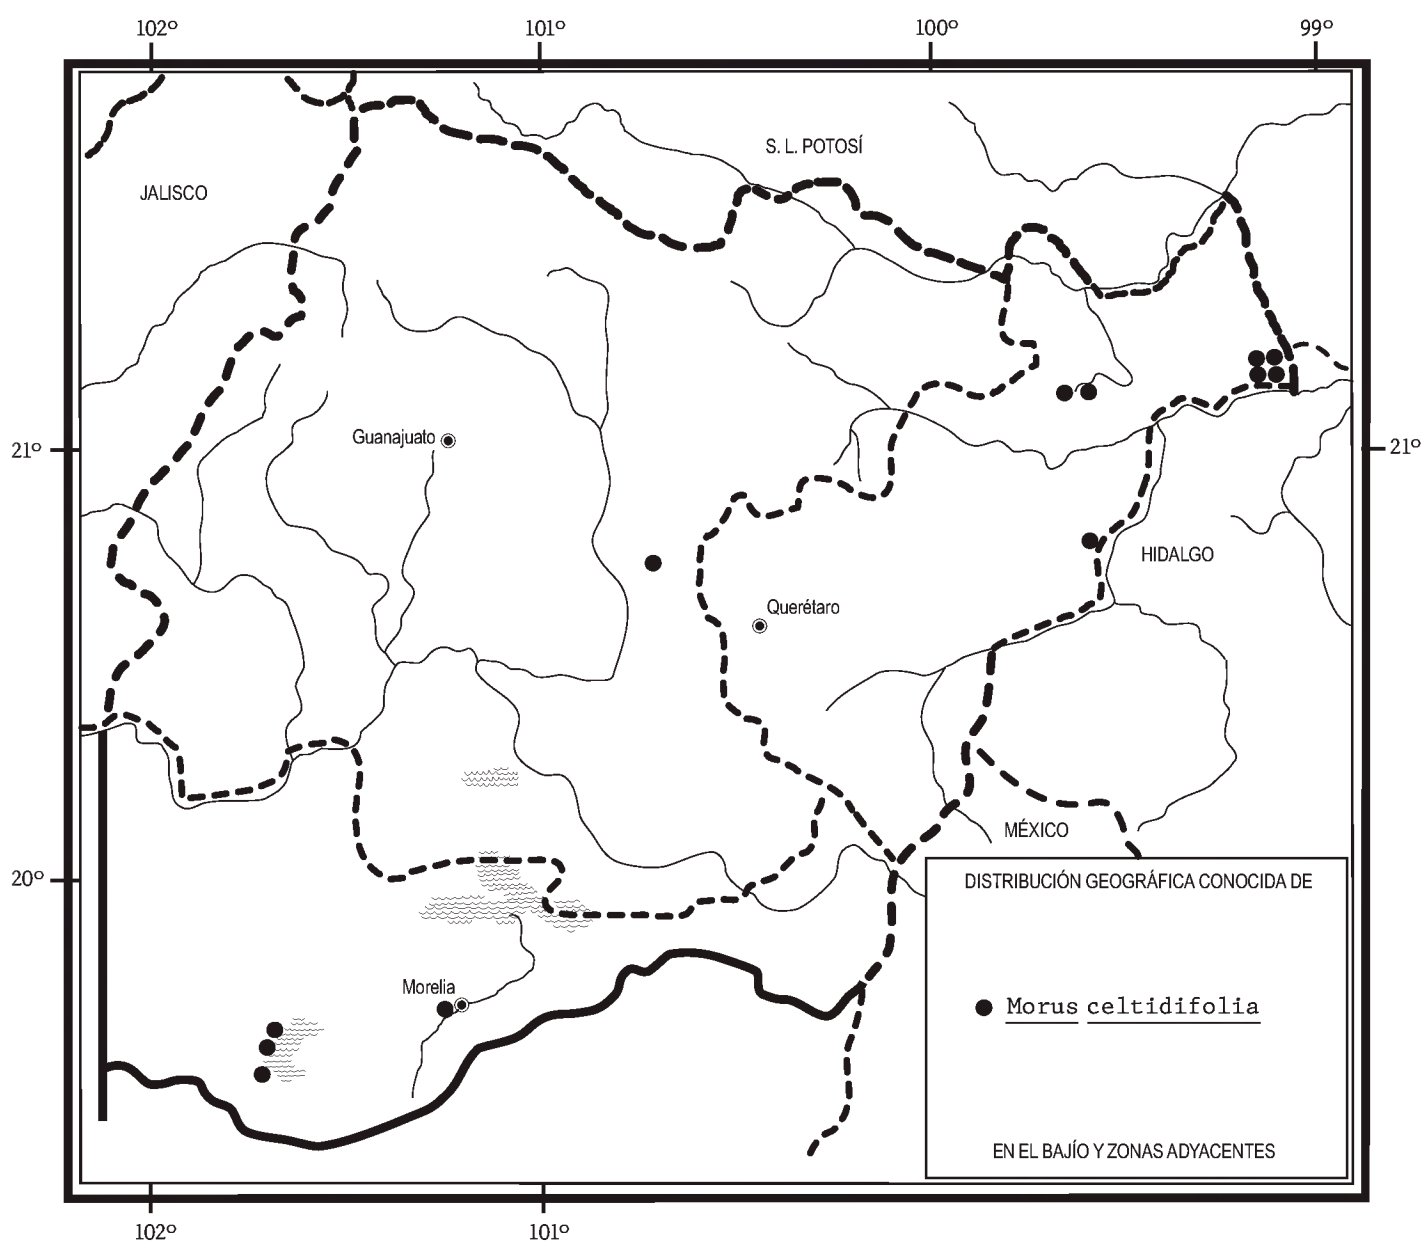 102º 101º 100º 99º
S. L. POTOSÍ
JALISCO
Guanajuato
21º 21º
HIDALGO
Querétaro
MÉXICO
20º
DISTRIBUCIÓN GEOGRÁFICA CONOCIDA DE
Morelia
Morus celtidifolia
EN EL BAJÍO Y ZONAS ADYACENTES
102º 101º